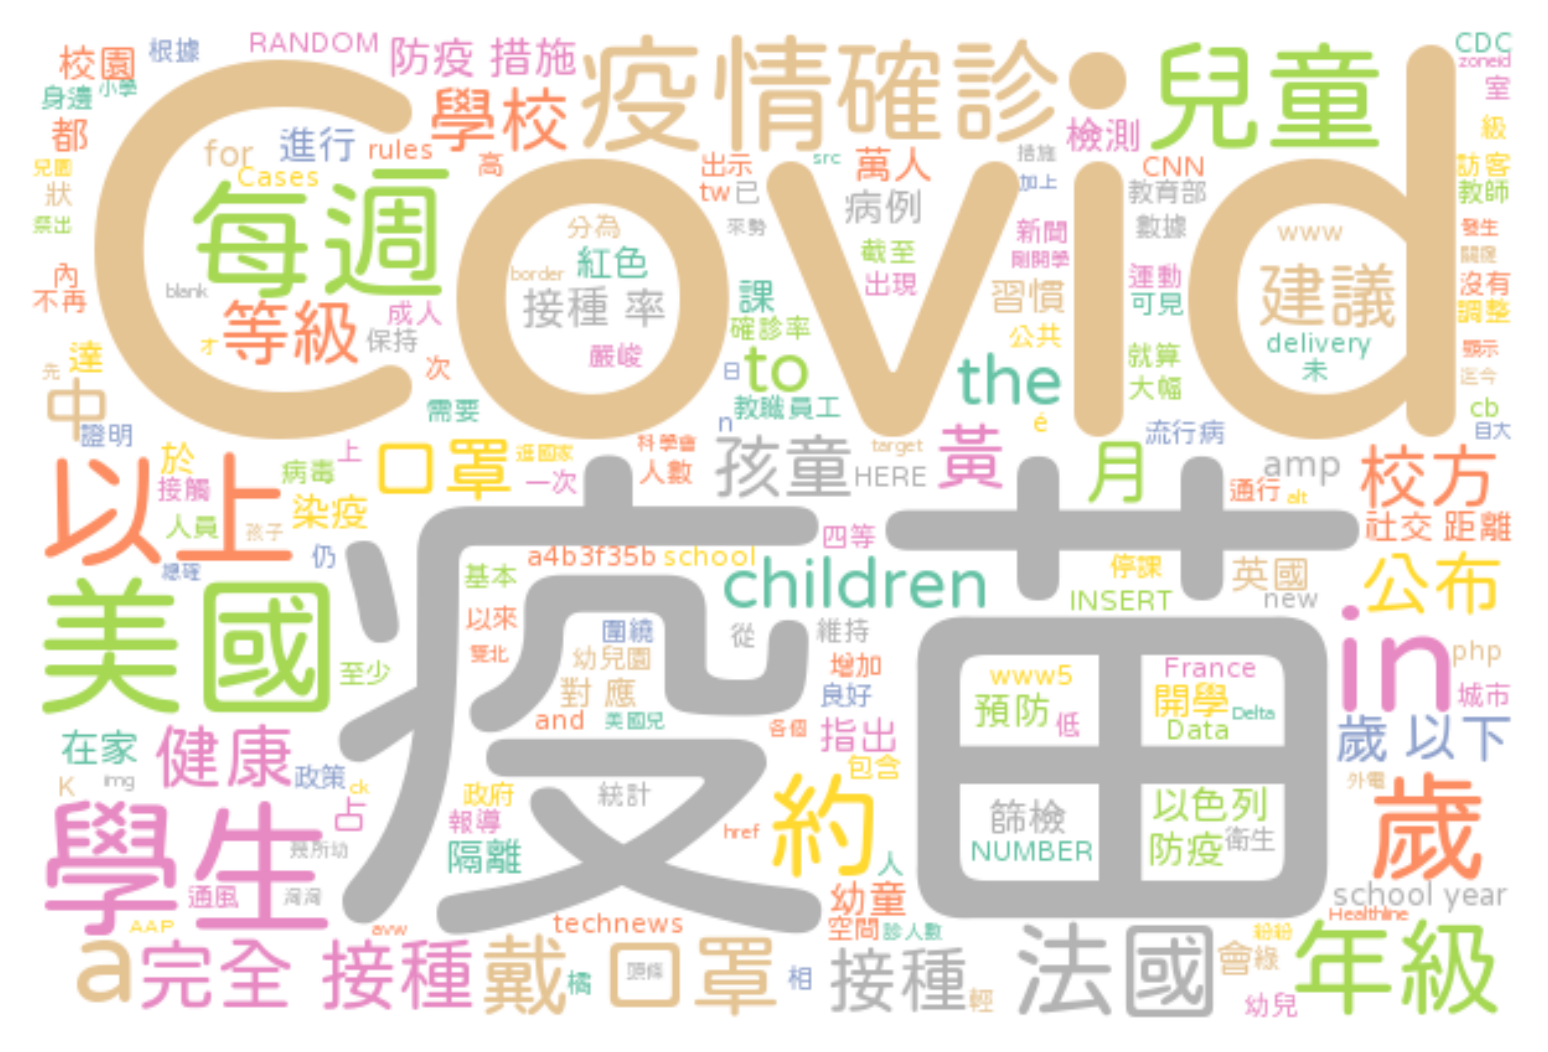 校園
根據
RANDOM
防疫 措施
疫情確診
兒童
CDC
zoneid
身邊
小學
都
學校
檢測
室
級
進行
rules
for
Cases
高
出示
src
萬人
措施
CNN
訪客
兒園
狀
祭出
每週
tw
已
加上
教育部
教師
Covid
病例
來勢
分為
數據
www
發生
紅色
border
截至
新聞
剛開學
內
不再
blank
接種 率
出現
運動
可見
建議
沒有
調整
等級
成人
保持
課
習慣
確診率
公共
嚴峻
就算
delivery
顯示
達
先
才
次
日
to
the
大幅
未
迄今
中
需要
教職員工
cb
證明
n
é
流行病
目大
於
上
口罩
進國家
科學會
target
黃
月
以上
接觸
病毒
一次
人數
孩童
HERE
amp
校方
通行
alt
人員
孩子
染疫
四等
社交 距離
總確
仍
a4b3f35b
school
停課
英國
公布
美國
基本
children
INSERT
new
疫苗
以來
圍繞
從
維持
in
php
雙北
幼兒園
www5
France
至少
增加
對 應
良好
預防
低
開學
Delta
城市
and
美國兒
各個
指出
Data
歲 以下
在家
健康
政策
包含
K
img
ck
政府
統計
約
外電
歲
占
報導
href
篩檢
以色列
學生
幾所幼
隔離
人
NUMBER
防疫
衛生
通風
洶洶
幼童
school year
AAP
avw
technews
空間
診人數
Healthline
紛紛
a
完全 接種
戴
橘
口罩
頭條
相
接種
輕
法國
會
綠
幼兒
年級